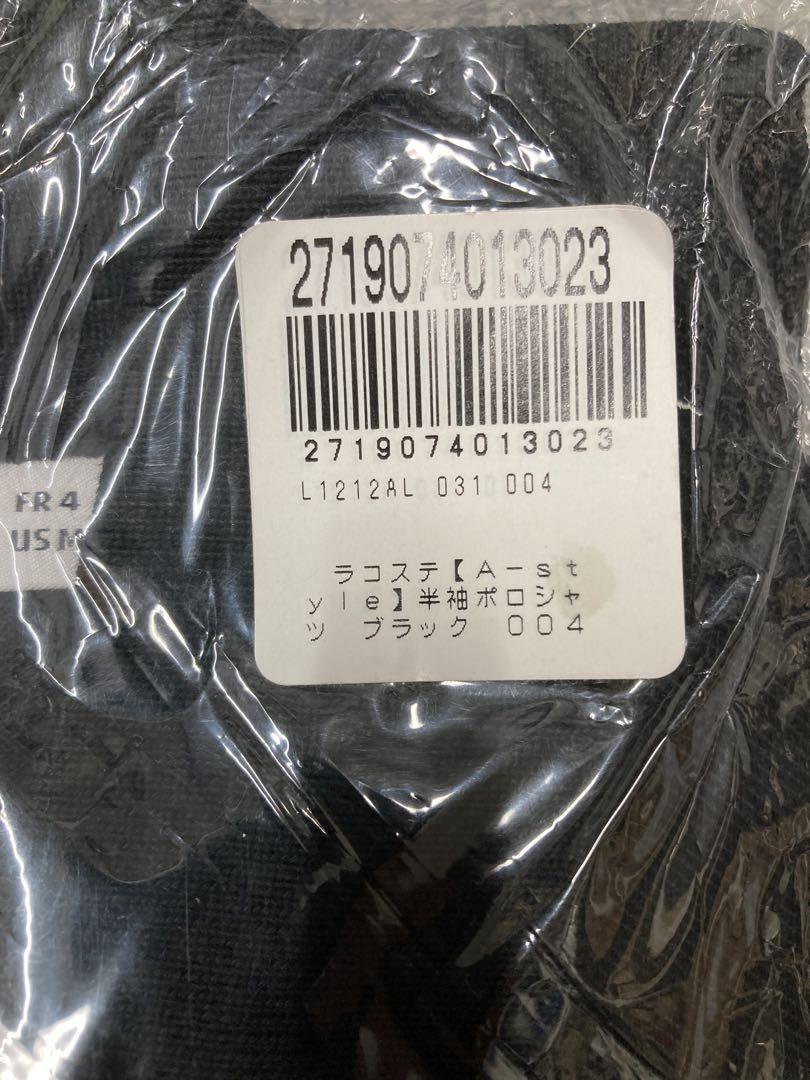 2719074013023
2719074013023
L1212AL 031 004
ラコステ【A-st
yle】半袖ポロシャ
ツ ブラック 004
FR 4
US M